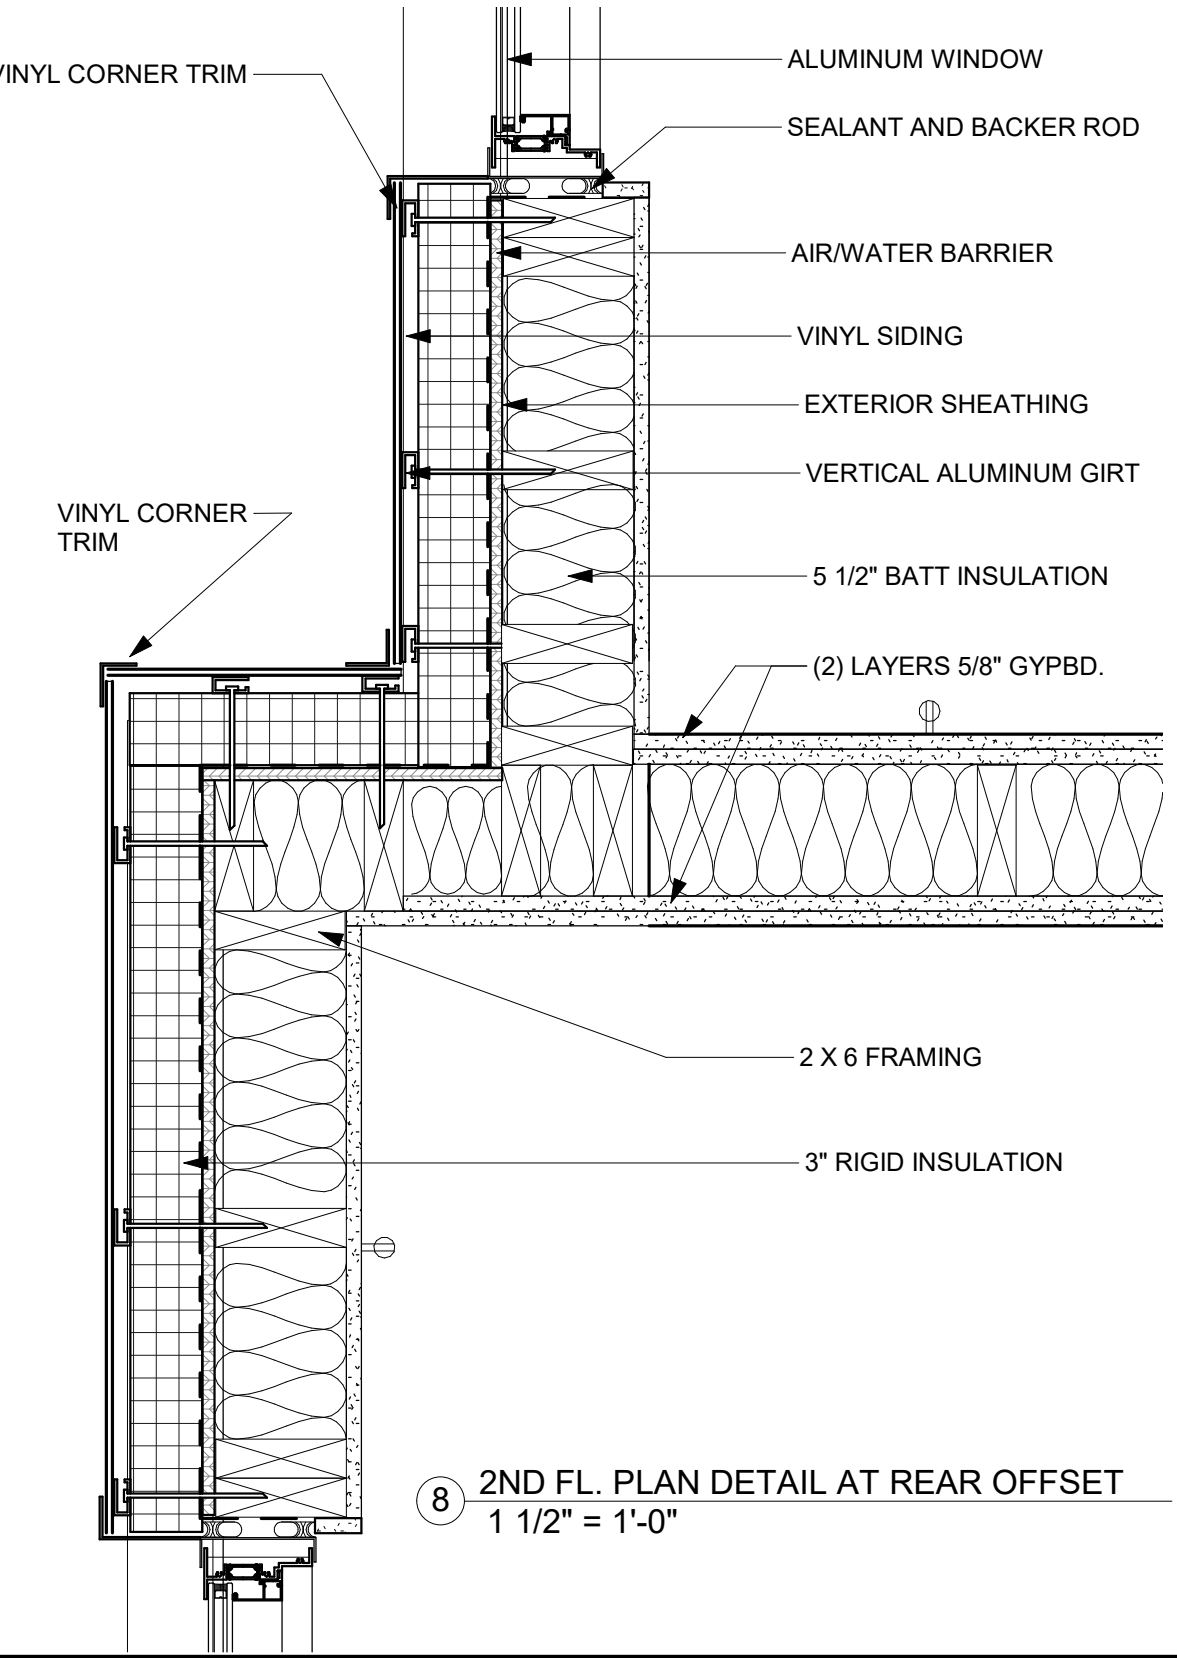 VINYL CORNER TRIM
ALUMINUM WINDOW
SEALANT AND BACKER ROD
AIR/WATER BARRIER
VINYL SIDING
EXTERIOR SHEATHING
VERTICAL ALUMINUM GIRT
VINYL CORNER
TRIM
5 1/2" BATT INSULATION
(2) LAYERS 5/8" GYPBD.
2 X 6 FRAMING
3" RIGID INSULATION
8 2ND FL. PLAN DETAIL AT REAR OFFSET
1 1/2" = 1'-0"